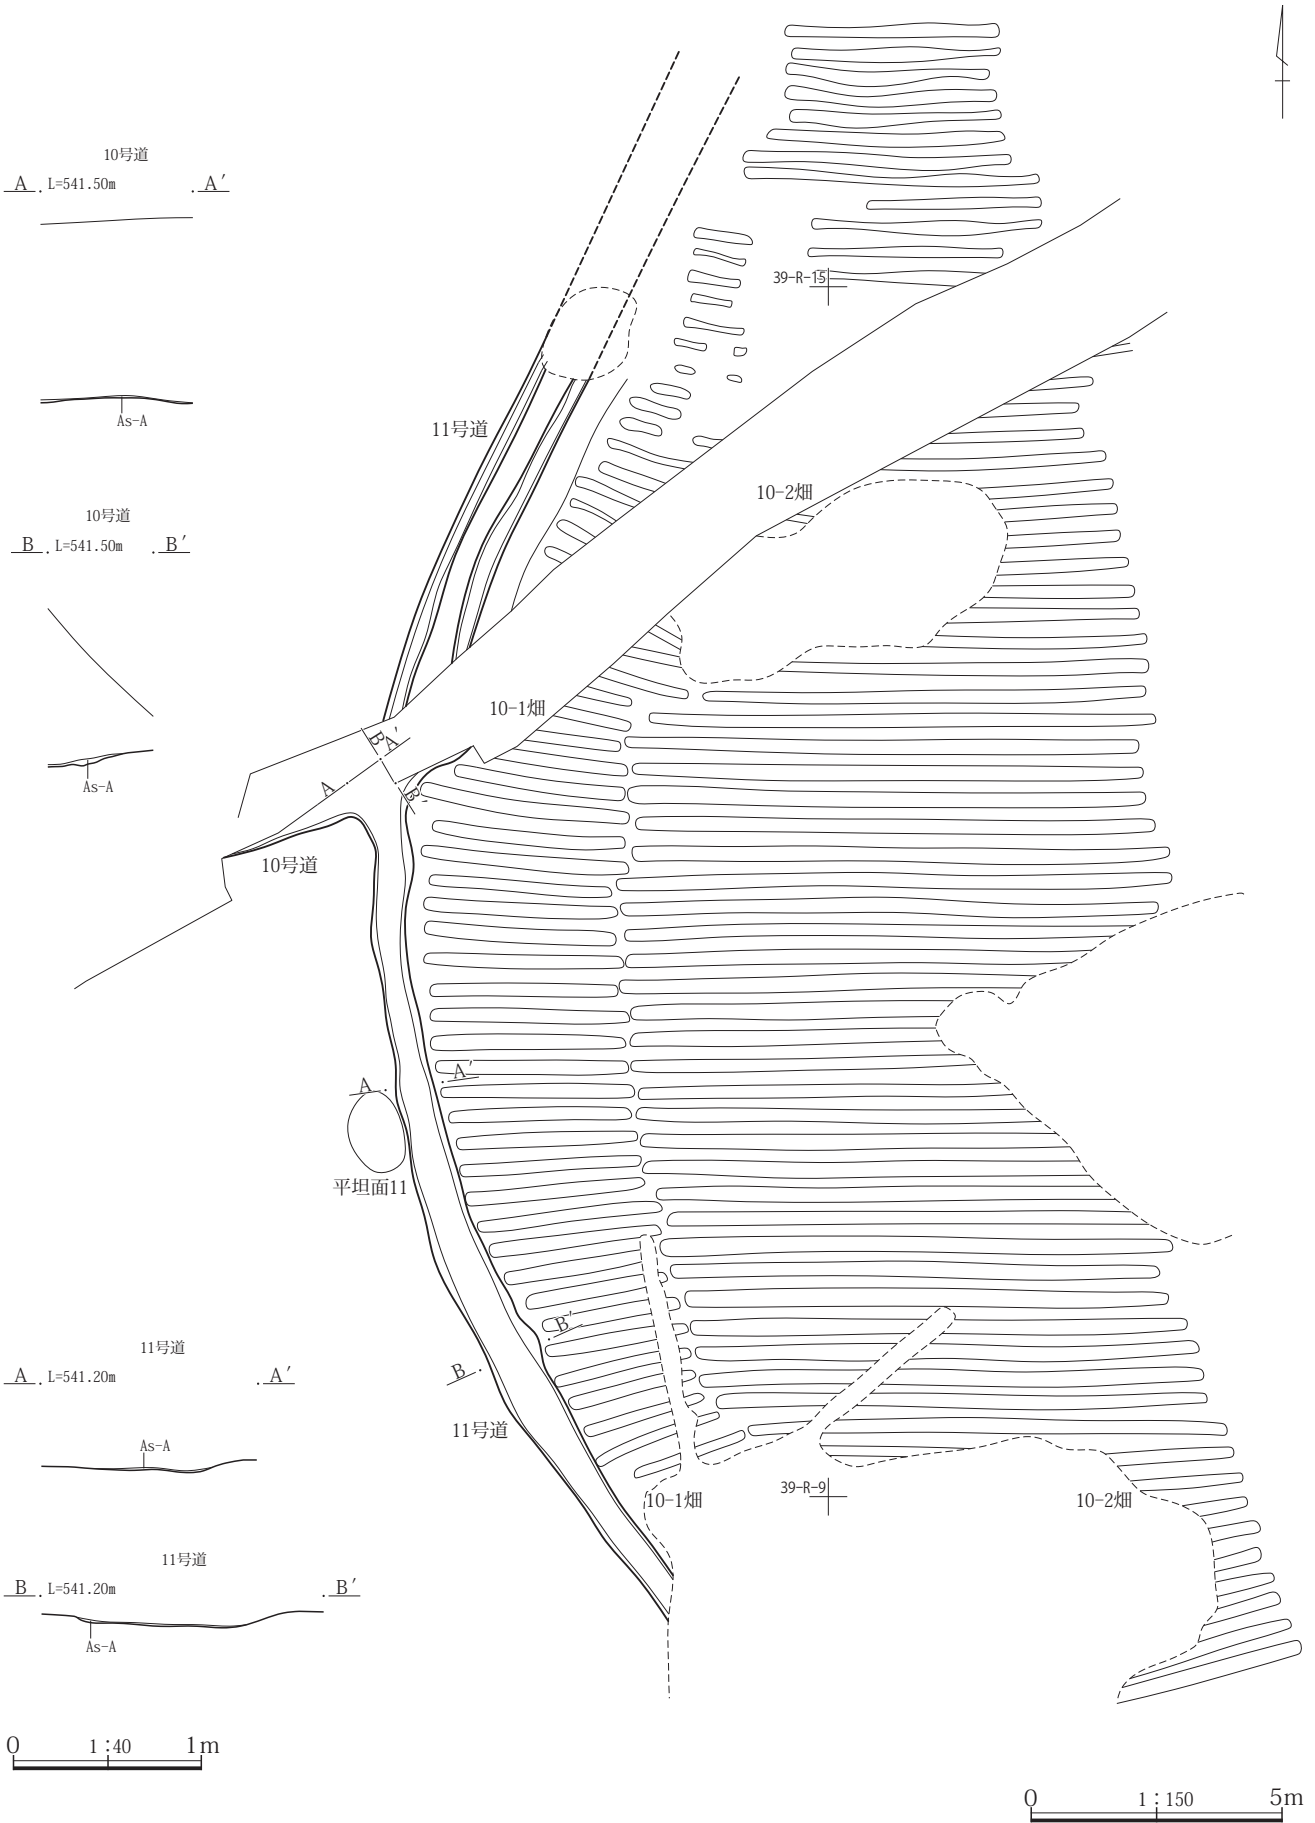 10号道
A . L=541.50m . A′
As-A
10号道
B . L=541.50m . B′
As-A
39-R-15
11号道
10-2畑
10-1畑
B
A′
A
B′
10号道
A .
. A′
平坦面11
. B′
B .
11号道
10-1畑
39-R-9
10-2畑
11号道
A . L=541.20m . A′
As-A
11号道
B . L=541.20m . B′
As-A
0 1:40 1m
0 1:150 5m